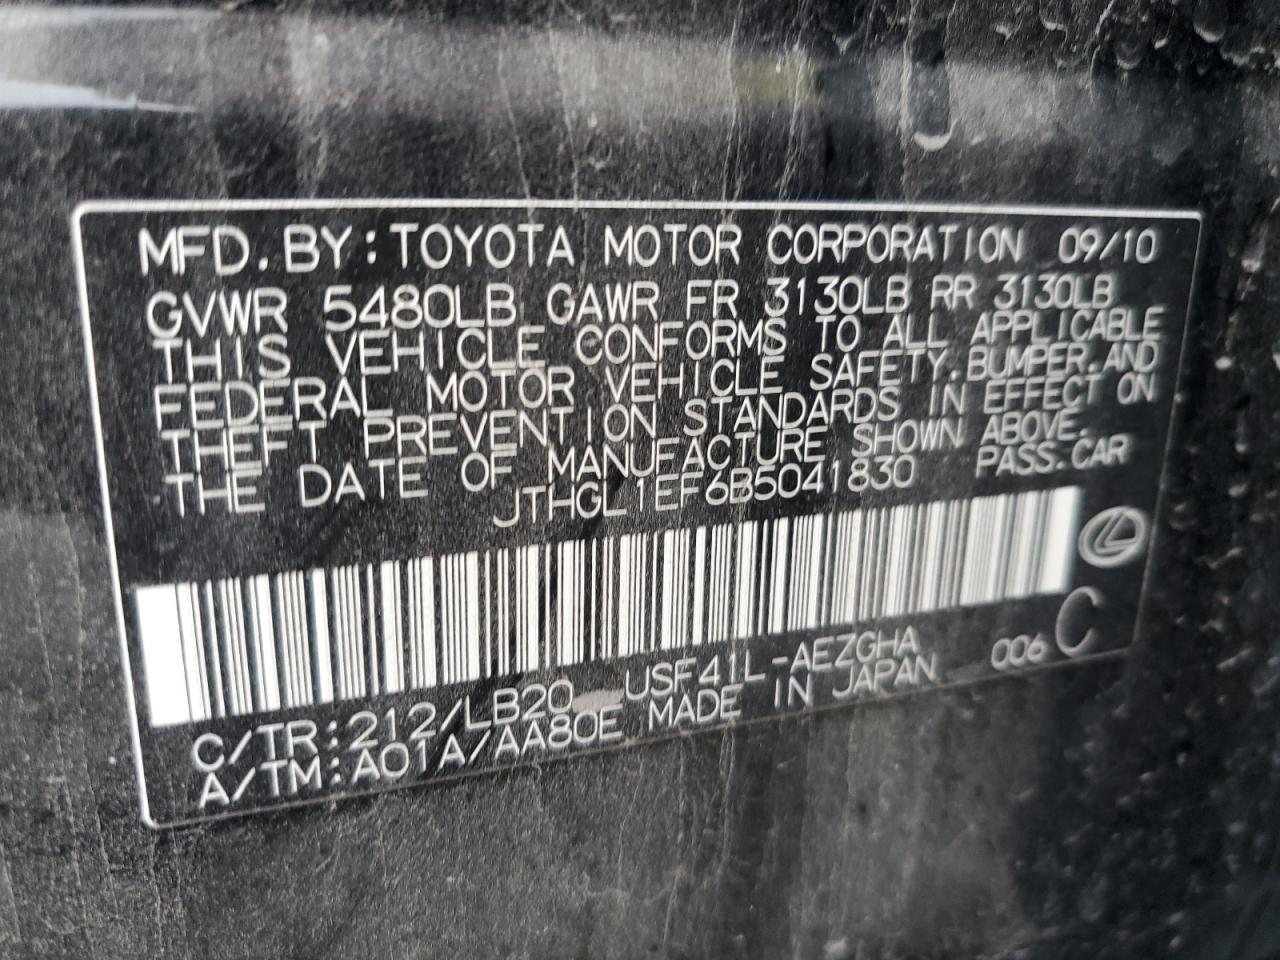 MFD. BY: TOYOTA MOTOR CORPORATION 09/10
GVWR 5480LB GAWR FR 3130LB RR 3130LB
THIS VEHICLE CONFORMS TO ALL APPLICABLE
FEDERAL MOTOR VEHICLE SAFETY, BUMPER, AND
THEFT PREVENTION STANDARDS IN EFFECT ON
THE DATE OF MANUFACTURE SHOWN ABOVE.
JTHGL1EF6B5041830 PASS. CAR
C/TR: 212/LB20 USF41L-AEZGHA 006 C
A/TM: A01A/AA80E MADE IN JAPAN